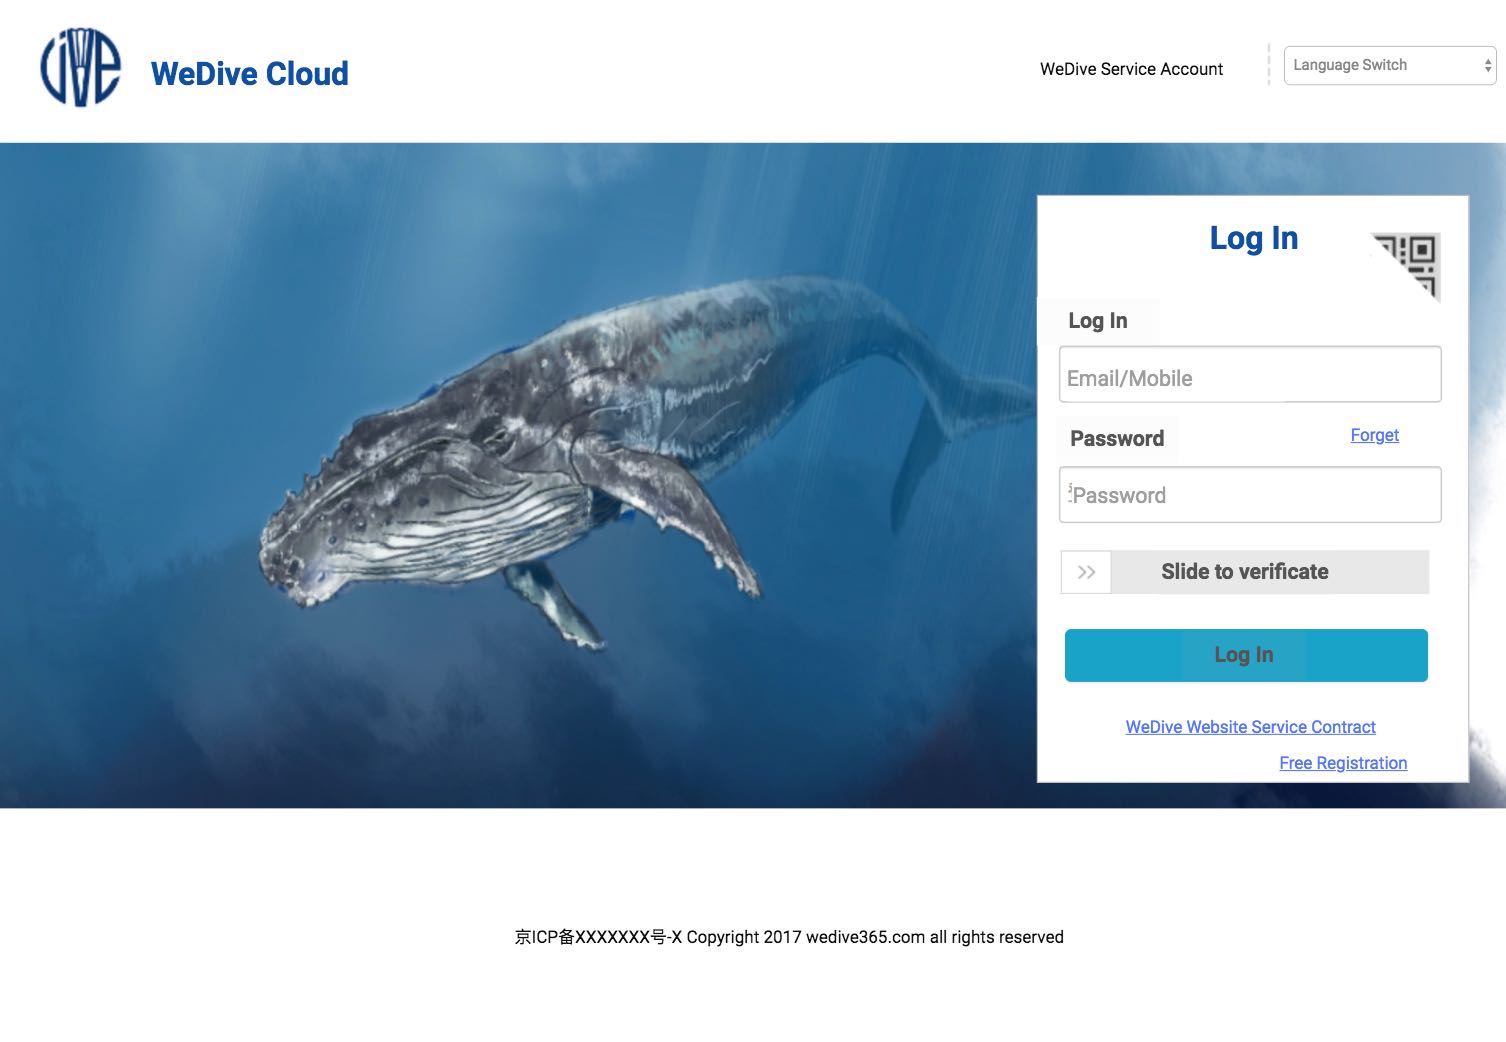 WeDive Cloud
WeDive Service Account
Language Switch
Log In
Log In
Email/Mobile
Password
Forget
Password
>> Slide to verificate
Log In
WeDive Website Service Contract
Free Registration
京ICP备XXXXXXX号-X Copyright 2017 wedive365.com all rights reserved